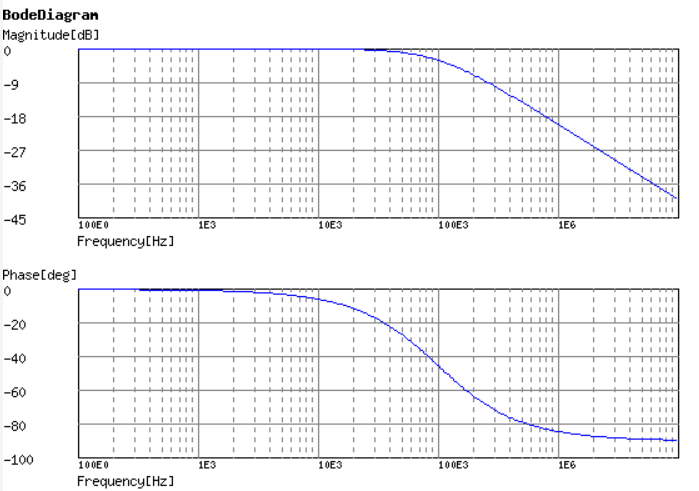 BodeDiagram
Magnitude[dB]
0
-9
-18
-27
-36
-45
100E0 1E3 10E3 100E3 1E6
Frequency[Hz]
Phase[deg]
0
-20
-40
-60
-80
-100
100E0 1E3 10E3 100E3 1E6
Frequency[Hz]